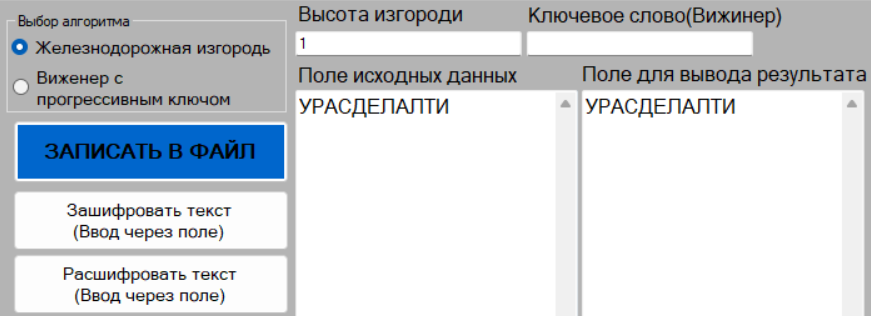 Выбор алгоритма
Железнодорожная изгородь
Виженер с
прогрессивным ключом
ЗАПИСАТЬ В ФАЙЛ
Зашифровать текст
(Ввод через поле)
Расшифровать текст
(Ввод через поле)
Высота изгороди
1
Ключевое слово(Вижинер)
Поле исходных данных
УРАСДЕЛАЛТИ
Поле для вывода результата
УРАСДЕЛАЛТИ